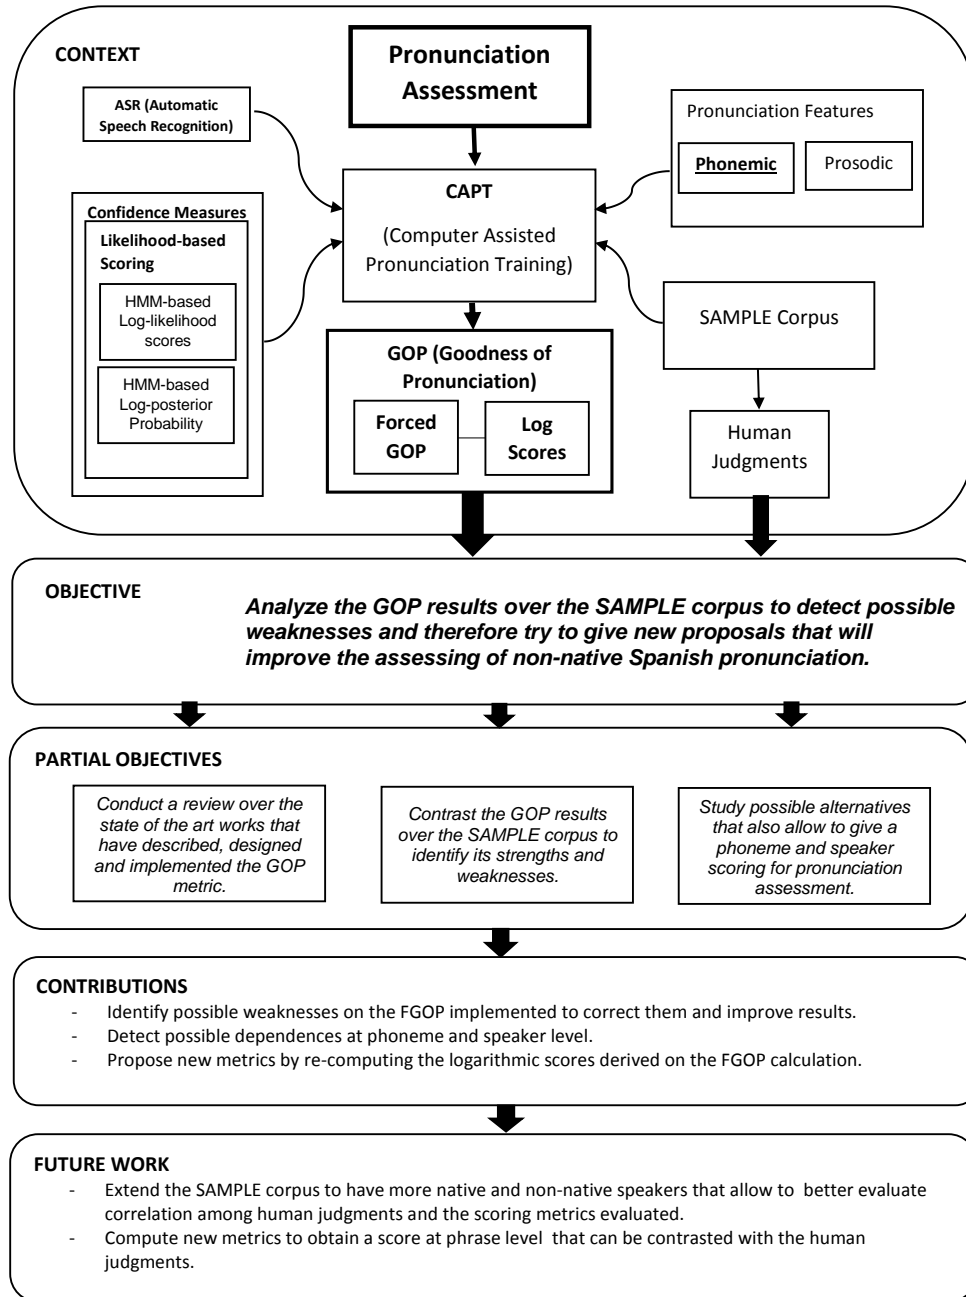 CONTEXT
Pronunciation
Assessment
ASR (Automatic
Speech Recognition)
Pronunciation Features
Phonemic
Prosodic
CAPT
(Computer Assisted
Pronunciation Training)
Confidence Measures
Likelihood-based
Scoring
HMM-based
Log-likelihood
scores
HMM-based
Log-posterior
Probability
SAMPLE Corpus
GOP (Goodness of
Pronunciation)
Forced
GOP
Log
Scores
Human
Judgments
OBJECTIVE
Analyze the GOP results over the SAMPLE corpus to detect possible
weaknesses and therefore try to give new proposals that will
improve the assessing of non-native Spanish pronunciation.
PARTIAL OBJECTIVES
Conduct a review over the
state of the art works that
have described, designed
and implemented the GOP
metric.
Contrast the GOP results
over the SAMPLE corpus to
identify its strengths and
weaknesses.
Study possible alternatives
that also allow to give a
phoneme and speaker
scoring for pronunciation
assessment.
CONTRIBUTIONS
- Identify possible weaknesses on the FGOP implemented to correct them and improve results.
- Detect possible dependences at phoneme and speaker level.
- Propose new metrics by re-computing the logarithmic scores derived on the FGOP calculation.
FUTURE WORK
- Extend the SAMPLE corpus to have more native and non-native speakers that allow to better evaluate
correlation among human judgments and the scoring metrics evaluated.
- Compute new metrics to obtain a score at phrase level that can be contrasted with the human
judgments.